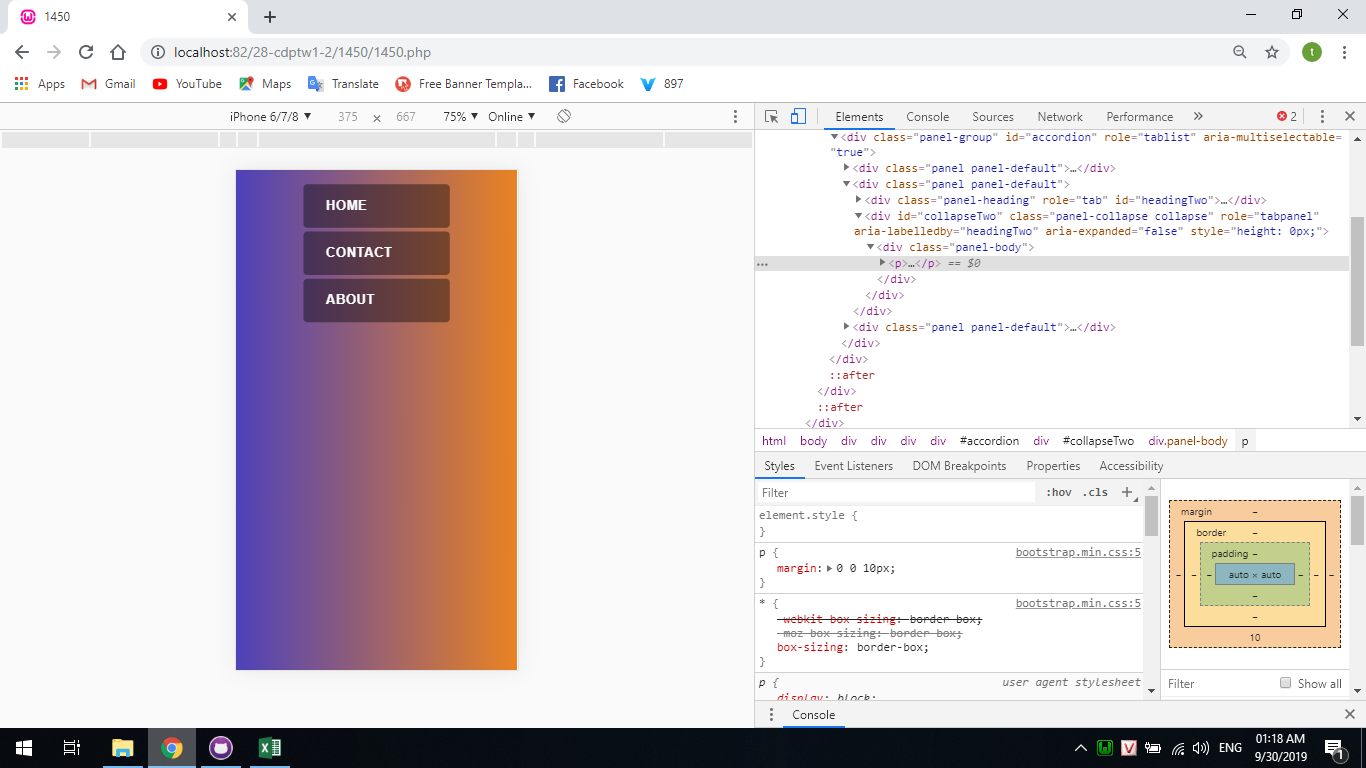 1450
localhost:82/28-cdptw1-2/1450/1450.php
t
Apps Gmail YouTube Maps Translate Free Banner Templa... Facebook 897
iPhone 6/7/8 ▼ 375 × 667 75% ▼ Online ▼
HOME
CONTACT
ABOUT
Elements Console Sources Network Performance » 2
▼<div class="panel-group" id="accordion" role="tablist" aria-multiselectable=
"true">
▶<div class="panel panel-default">…</div>
▼<div class="panel panel-default">
▶<div class="panel-heading" role="tab" id="headingTwo">…</div>
▼<div id="collapseTwo" class="panel-collapse collapse" role="tabpanel"
aria-labelledby="headingTwo" aria-expanded="false" style="height: 0px;">
▼<div class="panel-body">
… ▶<p>…</p> == $0
</div>
</div>
</div>
▶<div class="panel panel-default">…</div>
</div>
</div>
::after
</div>
::after
</div>
html body div div div div #accordion div #collapseTwo div.panel-body p
Styles Event Listeners DOM Breakpoints Properties Accessibility
Filter :hov .cls +
element.style {
}
p { bootstrap.min.css:5
margin:▶0 0 10px;
}
* { bootstrap.min.css:5
-webkit-box-sizing: border-box;
-moz-box-sizing: border-box;
box-sizing: border-box;
}
p { user agent stylesheet
display: block;
margin –
border –
padding –
– – – auto × auto – – –
–
–
10
Filter Show all
Console
ENG
01:18 AM
9/30/2019
1